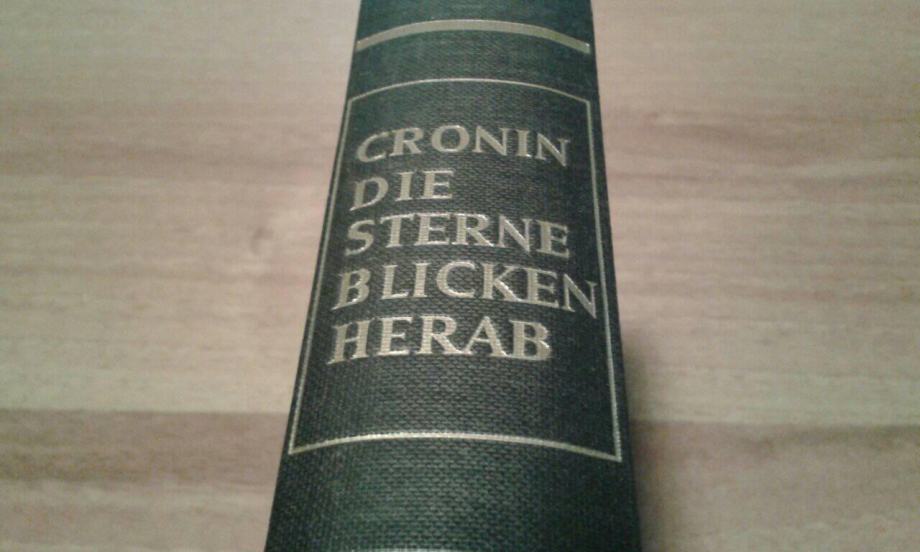 CRONIN
DIE
STERNE
BLICKEN
HERAB